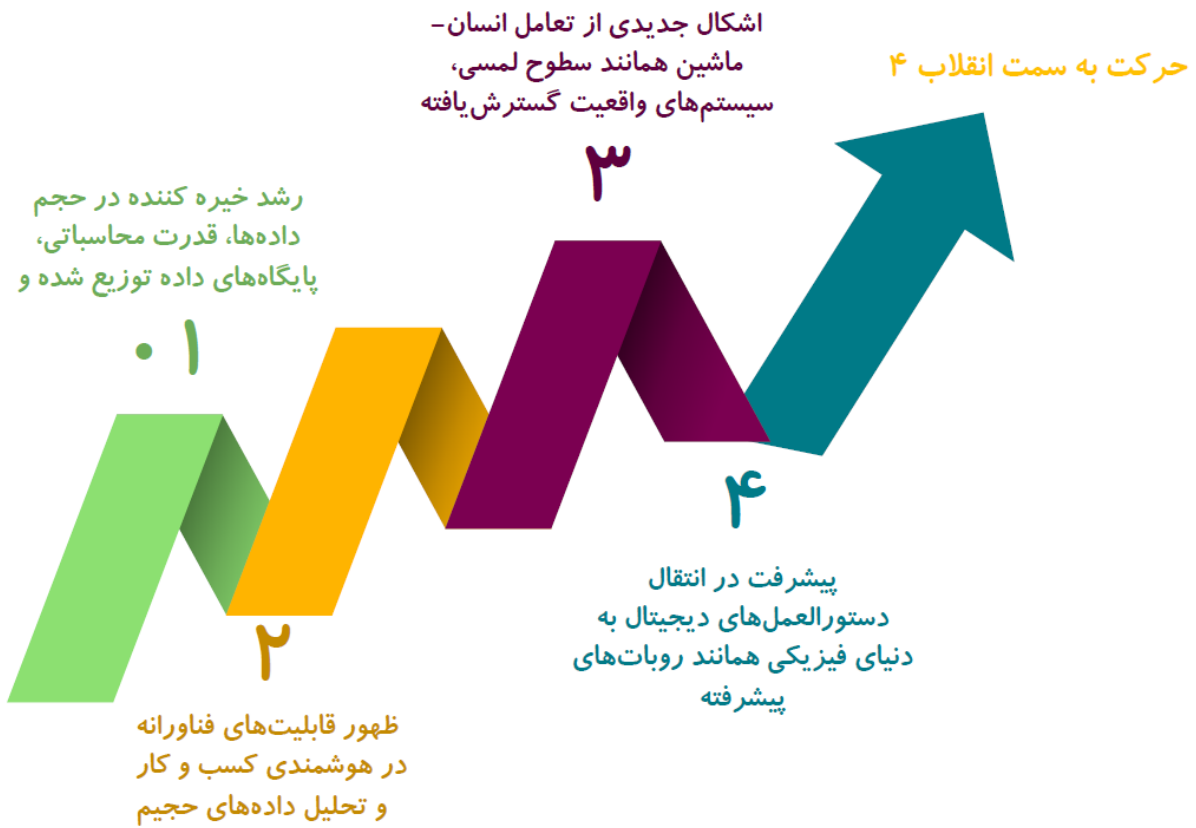 حرکت به سمت انقلاب ۴
رشد خیره کننده در حجم
داده‌ها، قدرت محاسباتی،
پایگاه‌های داده توزیع شده و
۰۱
۲
ظهور قابلیت‌های فناورانه
در هوشمندی کسب و کار
و تحلیل داده‌های حجیم
اشکال جدیدی از تعامل انسان-
ماشین همانند سطوح لمسی،
سیستم‌های واقعیت گسترش‌یافته
۳
۴
پیشرفت در انتقال
دستورالعمل‌های دیجیتال به
دنیای فیزیکی همانند روبات‌های
پیشرفته